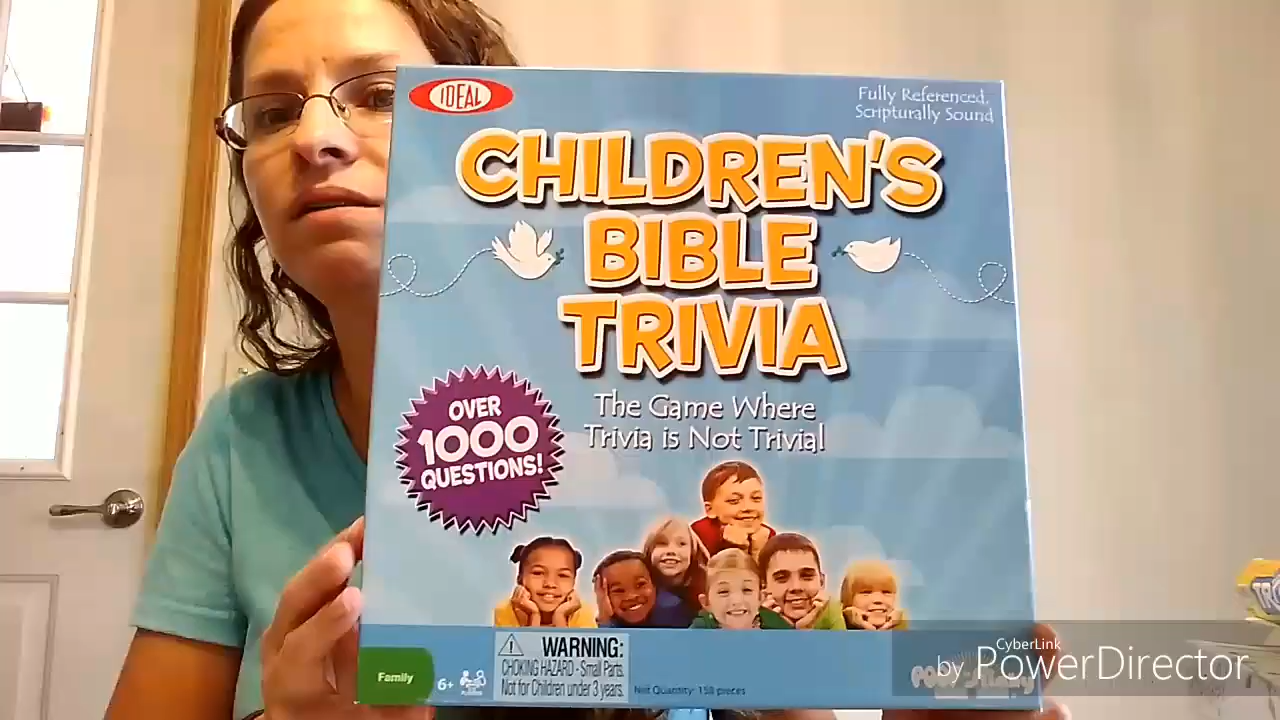 IDEAL
Fully Referenced,
Scripturally Sound
CHILDREN'S
BIBLE
TRIVIA
The Game Where
Trivia is Not Trivial
OVER
1000
QUESTIONS!
Family
6+
WARNING:
CHOKING HAZARD - Small Parts.
Not for Children under 3 years.
Net Quantity: 158 pieces
CyberLink
by PowerDirector